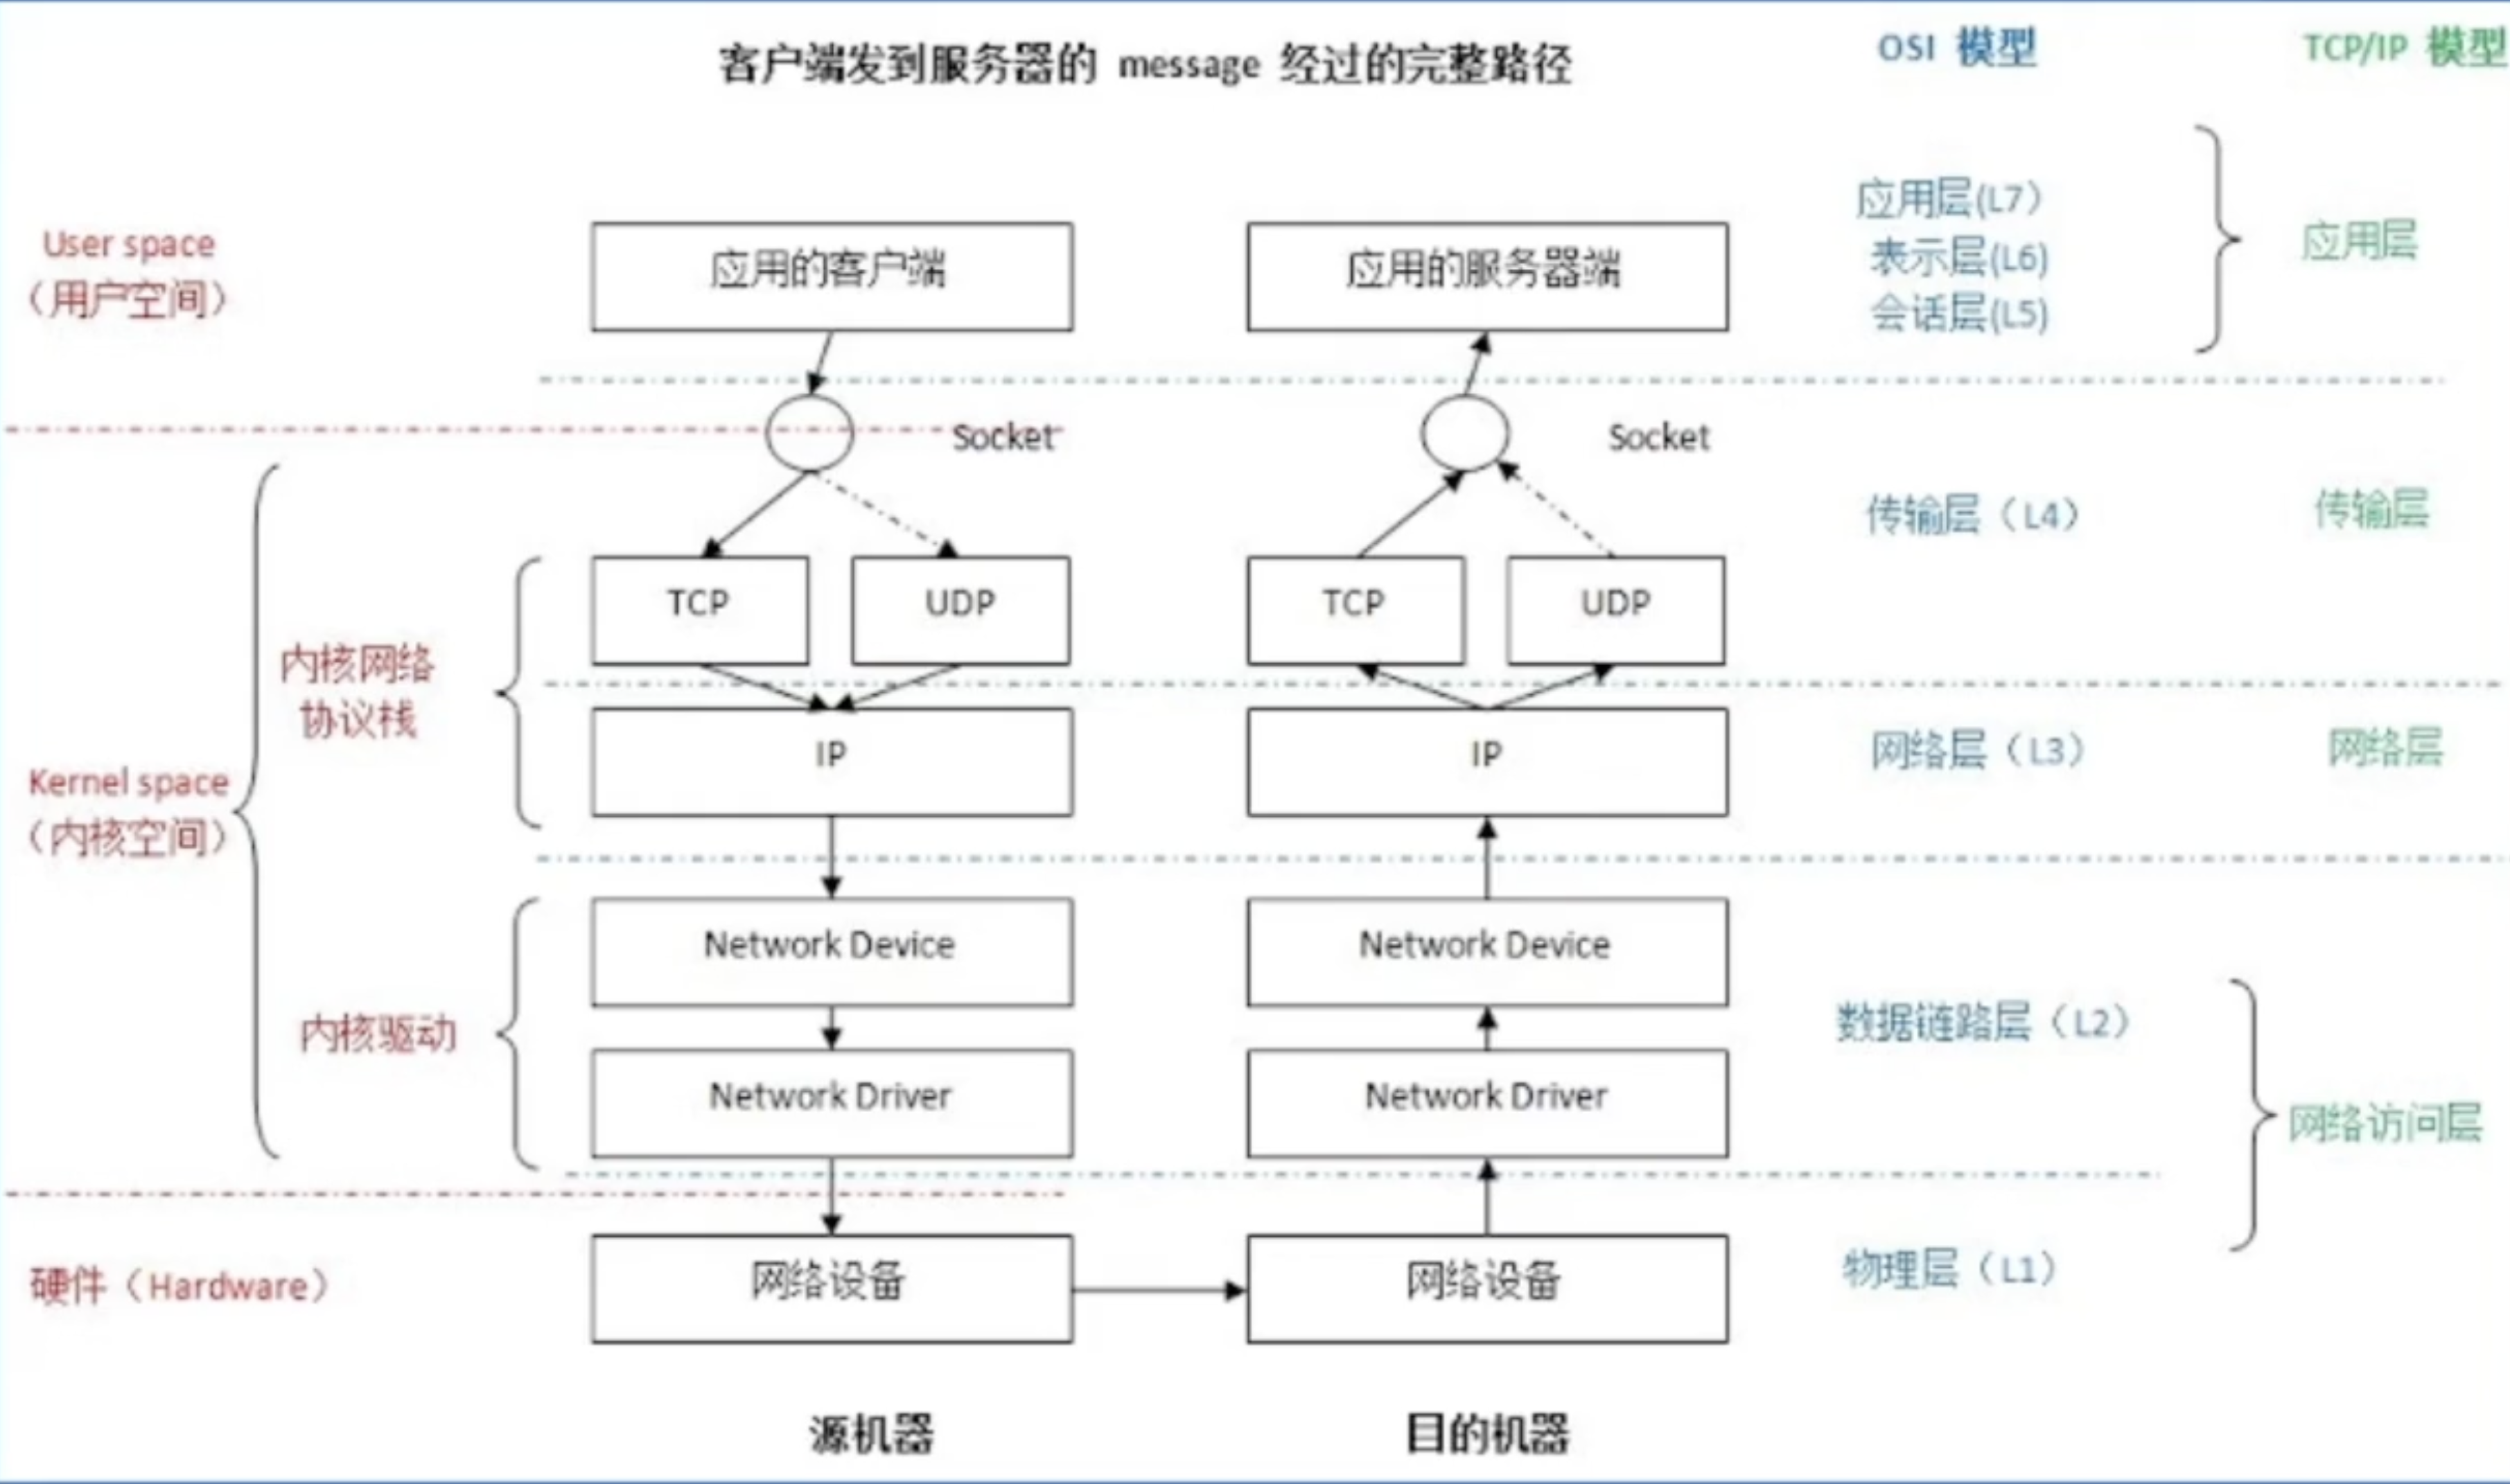 客户端发到服务器的 message 经过的完整路径
OSI 模型
TCP/IP 模型
User space
（用户空间）
应用的客户端
应用的服务器端
应用层(L7）
表示层(L6)
会话层(L5)
应用层
Socket
Socket
传输层（L4）
传输层
TCP
UDP
TCP
UDP
内核网络
协议栈
IP
IP
网络层（L3）
网络层
Kernel space
（内核空间）
Network Device
Network Device
内核驱动
数据链路层（L2）
Network Driver
Network Driver
网络访问层
硬件（Hardware）
网络设备
网络设备
物理层（L1）
源机器
目的机器